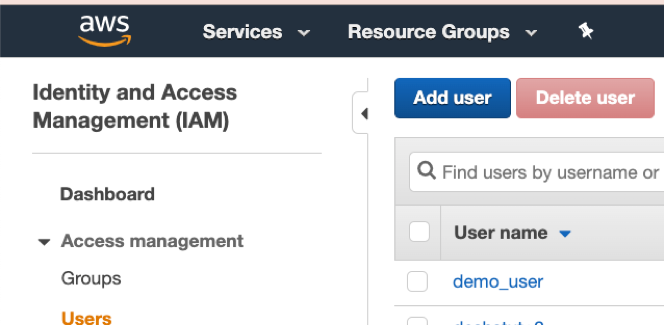 aws
Services
Resource Groups
Identity and Access
Management (IAM)
Dashboard
Access management
Groups
Users
Add user
Delete user
Find users by username or
User name
demo_user